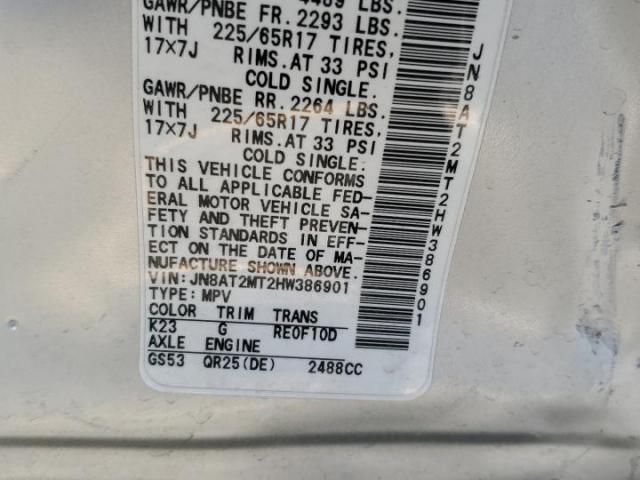 4489 LBS.
GAWR/PNBE FR. 2293 LBS.
WITH 225/65R17 TIRES,
17X7J RIMS.AT 33 PSI
COLD SINGLE.
GAWR/PNBE RR. 2264 LBS.
WITH 225/65R17 TIRES,
17X7J RIMS.AT 33 PSI
COLD SINGLE.
THIS VEHICLE CONFORMS
TO ALL APPLICABLE FED-
ERAL MOTOR VEHICLE SA-
FETY AND THEFT PREVEN-
TION STANDARDS IN EFF-
ECT ON THE DATE OF MA-
NUFACTURE SHOWN ABOVE.
VIN: JN8AT2MT2HW386901
TYPE: MPV
COLOR TRIM TRANS
K23 G RE0F10D
AXLE ENGINE
GS53 QR25(DE) 2488CC
JN8AT2MT2HW386901